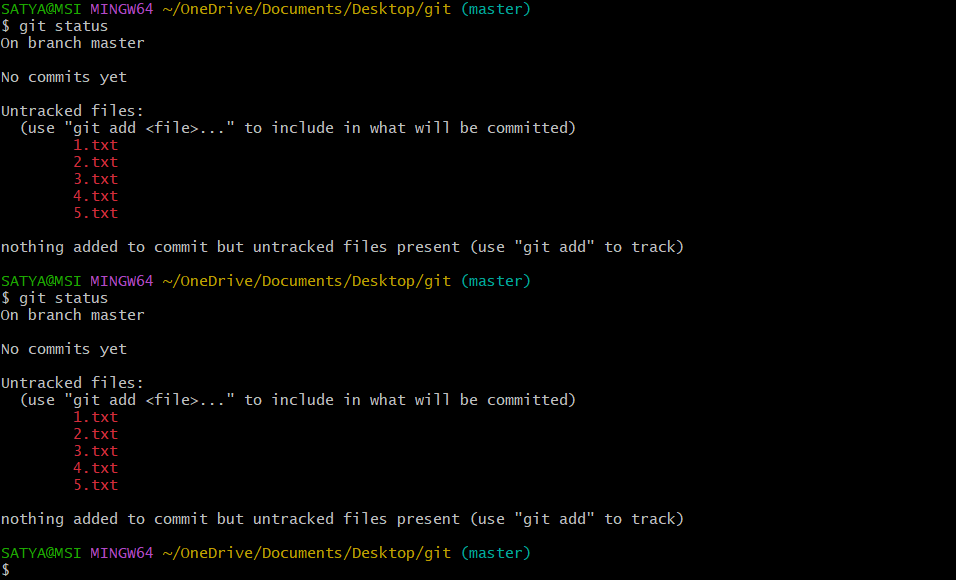 SATYA@MSI MINGW64 ~/OneDrive/Documents/Desktop/git (master)
$ git status
On branch master
No commits yet
Untracked files:
(use "git add <file>..." to include in what will be committed)
1.txt
2.txt
3.txt
4.txt
5.txt
nothing added to commit but untracked files present (use "git add" to track)
SATYA@MSI MINGW64 ~/OneDrive/Documents/Desktop/git (master)
$ git status
On branch master
No commits yet
Untracked files:
(use "git add <file>..." to include in what will be committed)
1.txt
2.txt
3.txt
4.txt
5.txt
nothing added to commit but untracked files present (use "git add" to track)
SATYA@MSI MINGW64 ~/OneDrive/Documents/Desktop/git (master)
$